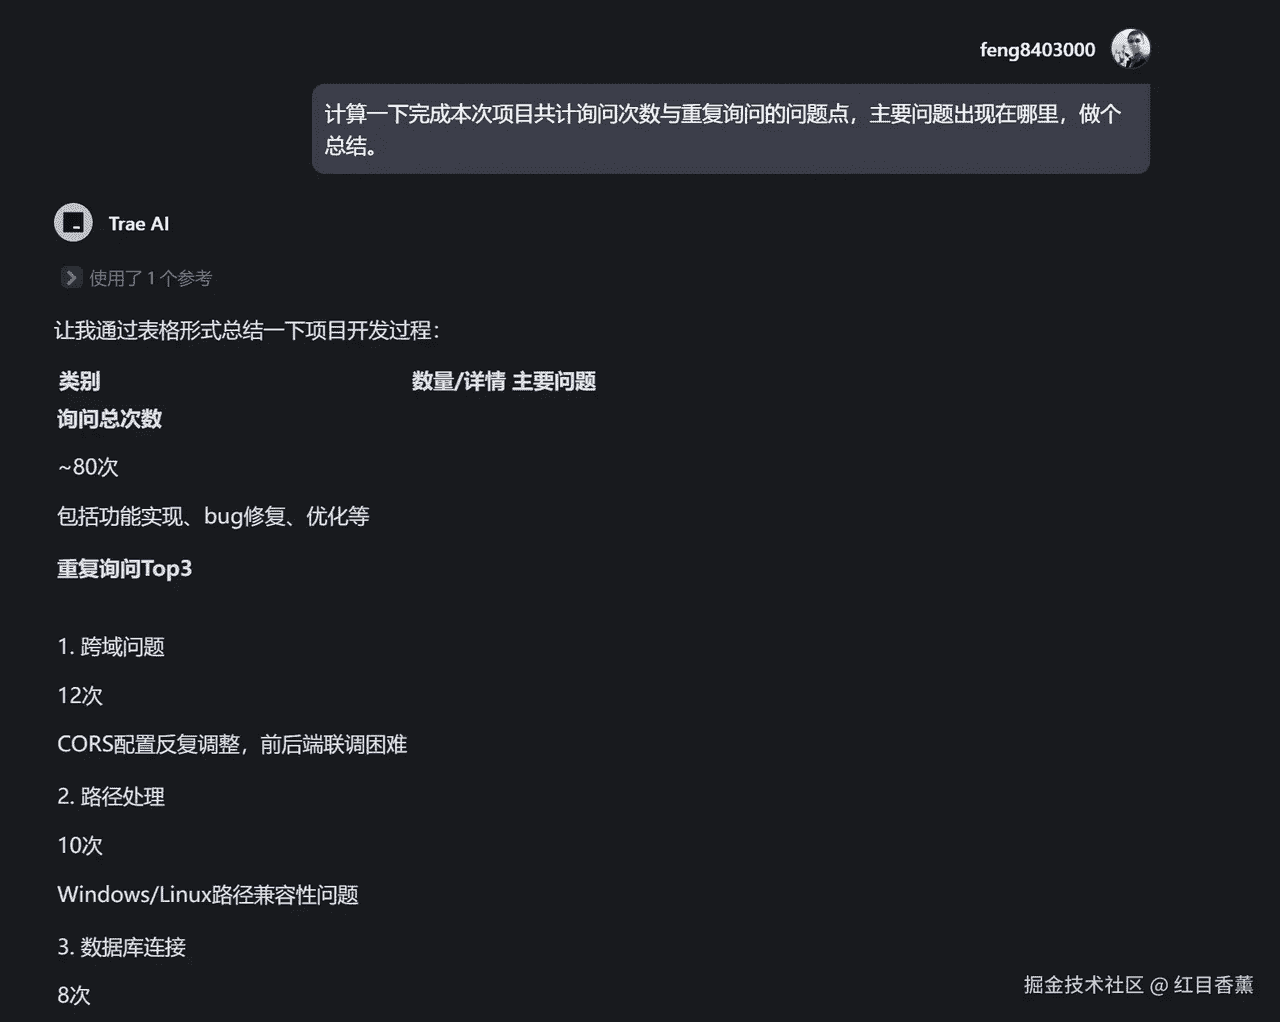 feng8403000
计算一下完成本次项目共计询问次数与重复询问的问题点，主要问题出现在哪里，做个
总结。
Trae AI
使用了 1 个参考
让我通过表格形式总结一下项目开发过程：
类别 数量/详情 主要问题
询问总次数
~80次
包括功能实现、bug修复、优化等
重复询问Top3
1. 跨域问题
12次
CORS配置反复调整，前后端联调困难
2. 路径处理
10次
Windows/Linux路径兼容性问题
3. 数据库连接
8次
掘金技术社区 @ 红目香薰